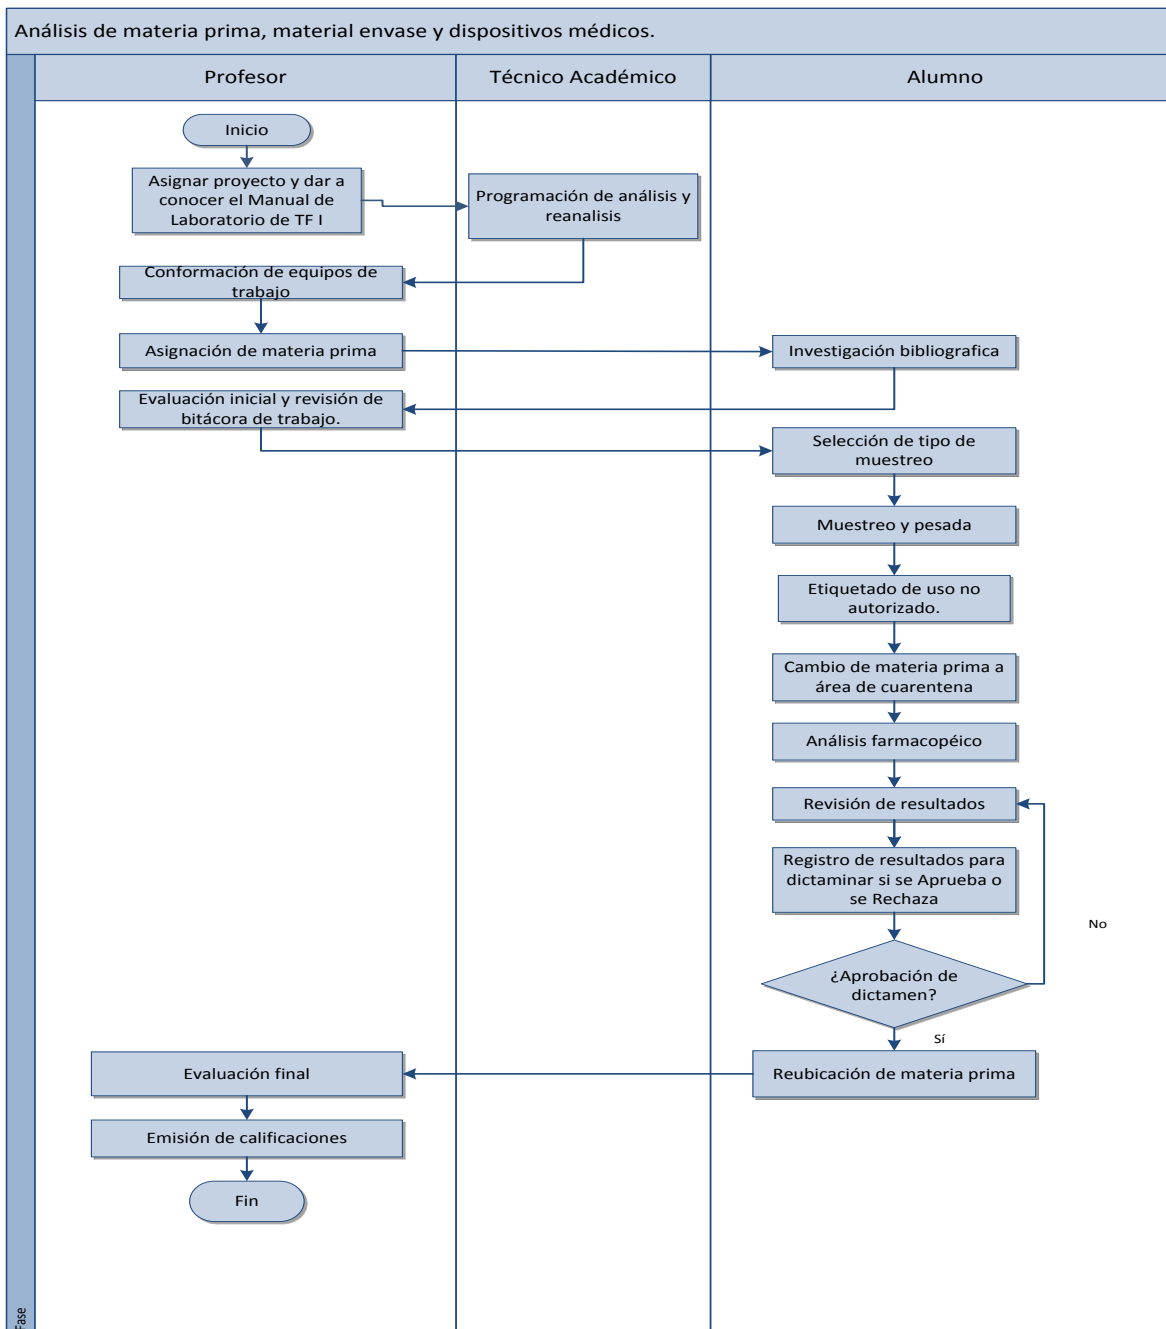 Análisis de materia prima, material envase y dispositivos médicos.
Profesor
Técnico Académico
Alumno
Inicio
Asignar proyecto y dar a
conocer el Manual de
Laboratorio de TF I
Programación de análisis y
reanalisis
Conformación de equipos de
trabajo
Asignación de materia prima
Investigación bibliografica
Evaluación inicial y revisión de
bitácora de trabajo.
Selección de tipo de
muestreo
Muestreo y pesada
Etiquetado de uso no
autorizado.
Cambio de materia prima a
área de cuarentena
Análisis farmacopéico
Revisión de resultados
Registro de resultados para
dictaminar si se Aprueba o
se Rechaza
No
¿Aprobación de
dictamen?
Sí
Reubicación de materia prima
Evaluación final
Emisión de calificaciones
Fin
Fase